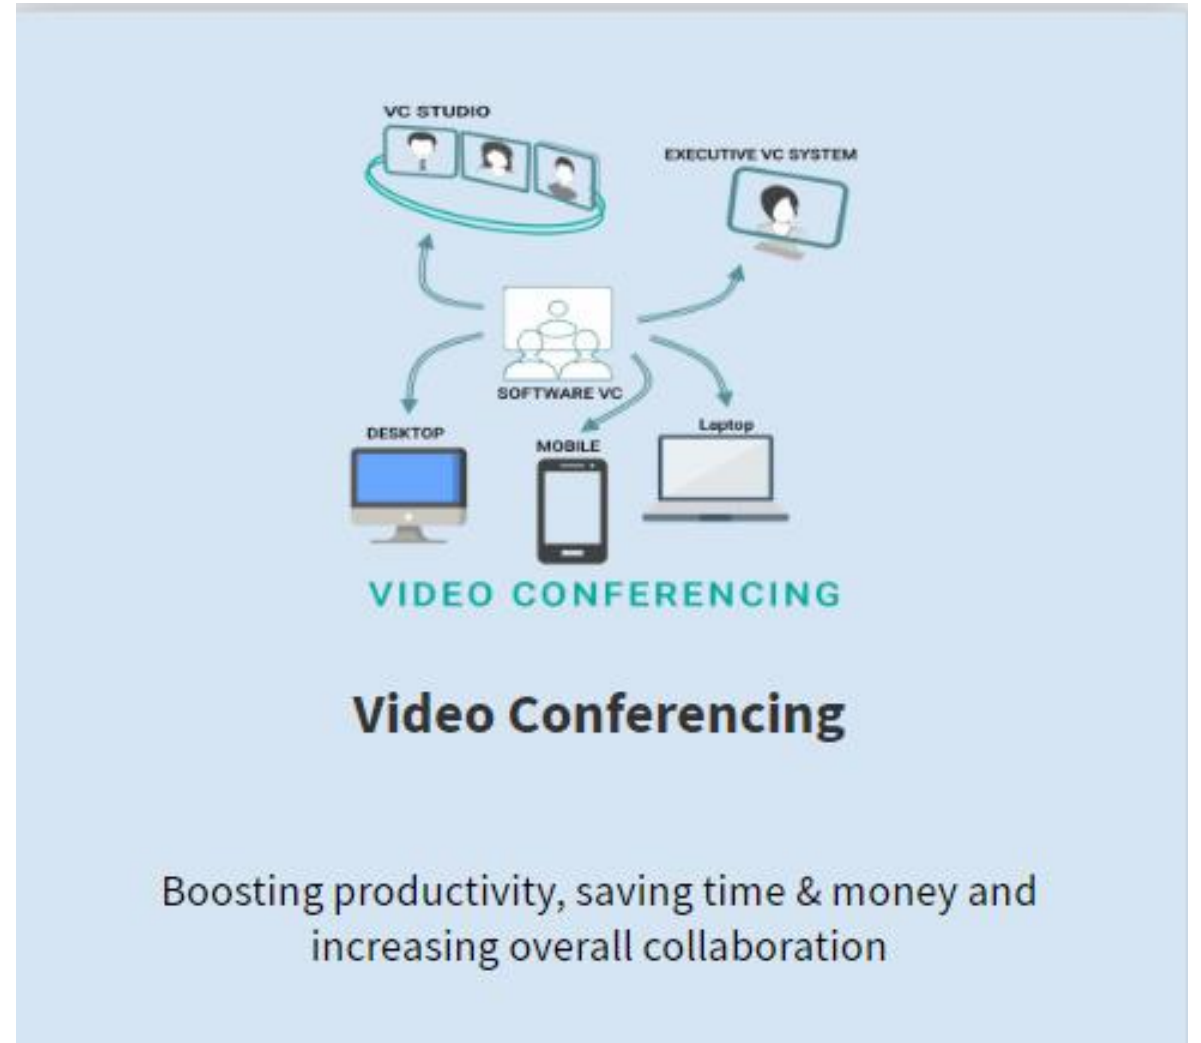 VC STUDIO
EXECUTIVE VC SYSTEM
SOFTWARE VC
DESKTOP
MOBILE
Laptop
VIDEO CONFERENCING
Video Conferencing
Boosting productivity, saving time & money and
increasing overall collaboration